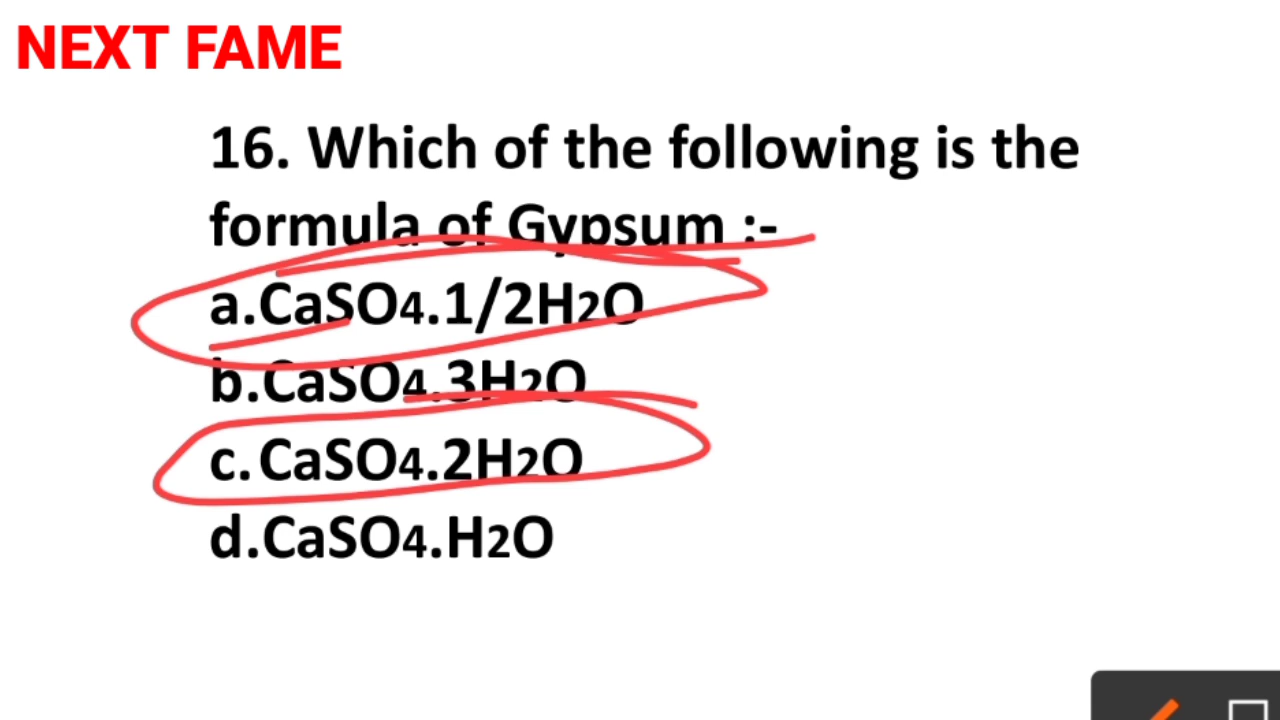 NEXT FAME
16. Which of the following is the
formula of Gypsum :-
a.CaSO4.1/2H2O
b.CaSO4.3H2O
c.CaSO4.2H2O
d.CaSO4.H2O